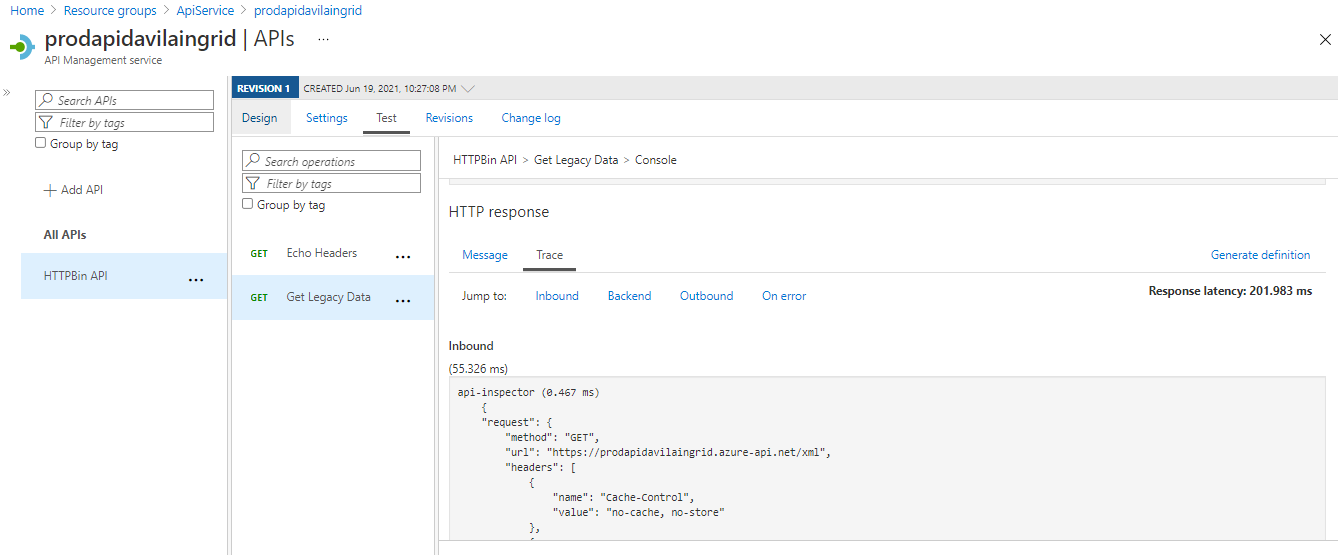 Home > Resource groups > ApiService > prodapidavilaingrid
prodapidavilaingrid | APIs ...
API Management service
»
Search APIs
Filter by tags
Group by tag
+ Add API
All APIs
HTTPBin API ...
REVISION 1 CREATED Jun 19, 2021, 10:27:08 PM
Design Settings Test Revisions Change log
Search operations
Filter by tags
Group by tag
GET Echo Headers ...
GET Get Legacy Data ...
HTTPBin API > Get Legacy Data > Console
HTTP response
Message Trace Generate definition
Jump to: Inbound Backend Outbound On error Response latency: 201.983 ms
Inbound
(55.326 ms)
api-inspector (0.467 ms)
{
"request": {
"method": "GET",
"url": "https://prodapidavilaingrid.azure-api.net/xml",
"headers": [
{
"name": "Cache-Control",
"value": "no-cache, no-store"
},